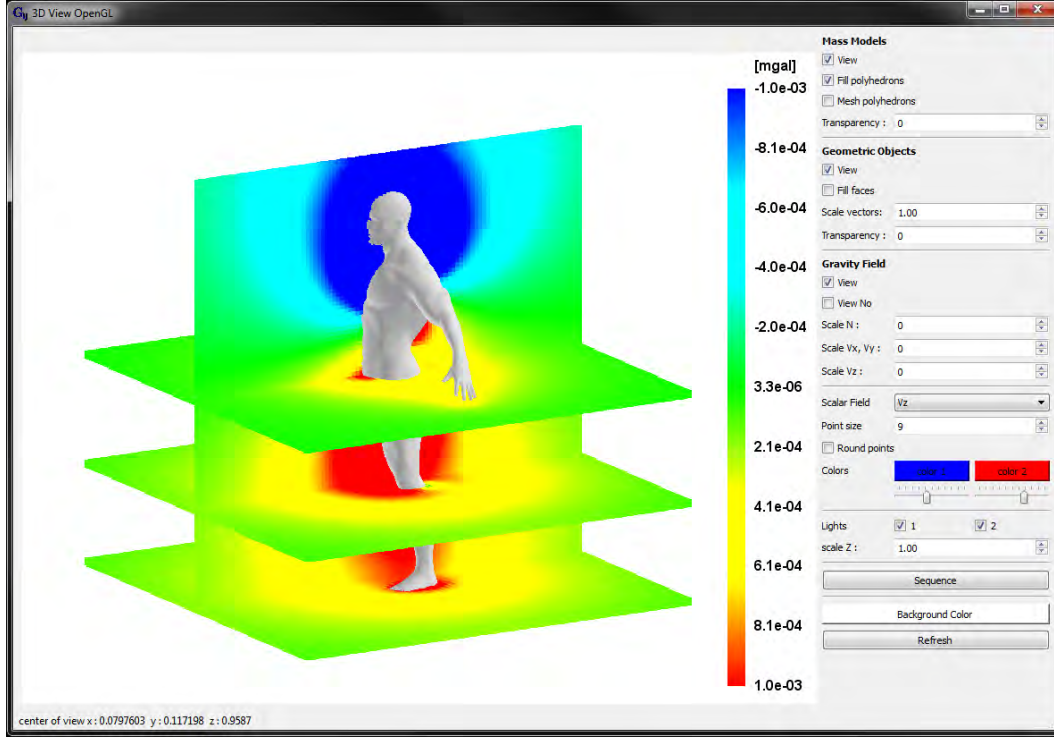 Gy 3D View OpenGL
[mgal]
-1.0e-03
-8.1e-04
-6.0e-04
-4.0e-04
-2.0e-04
3.3e-06
2.1e-04
4.1e-04
6.1e-04
8.1e-04
1.0e-03
Mass Models
View
Fill polyhedrons
Mesh polyhedrons
Transparency : 0
Geometric Objects
View
Fill faces
Scale vectors: 1.00
Transparency : 0
Gravity Field
View
View No
Scale N : 0
Scale Vx, Vy : 0
Scale Vz : 0
Scalar Field Vz
Point size 9
Round points
Colors color 1 color 2
Lights 1 2
scale Z : 1.00
Sequence
Background Color
Refresh
center of view x : 0.0797603 y : 0.117198 z : 0.9587